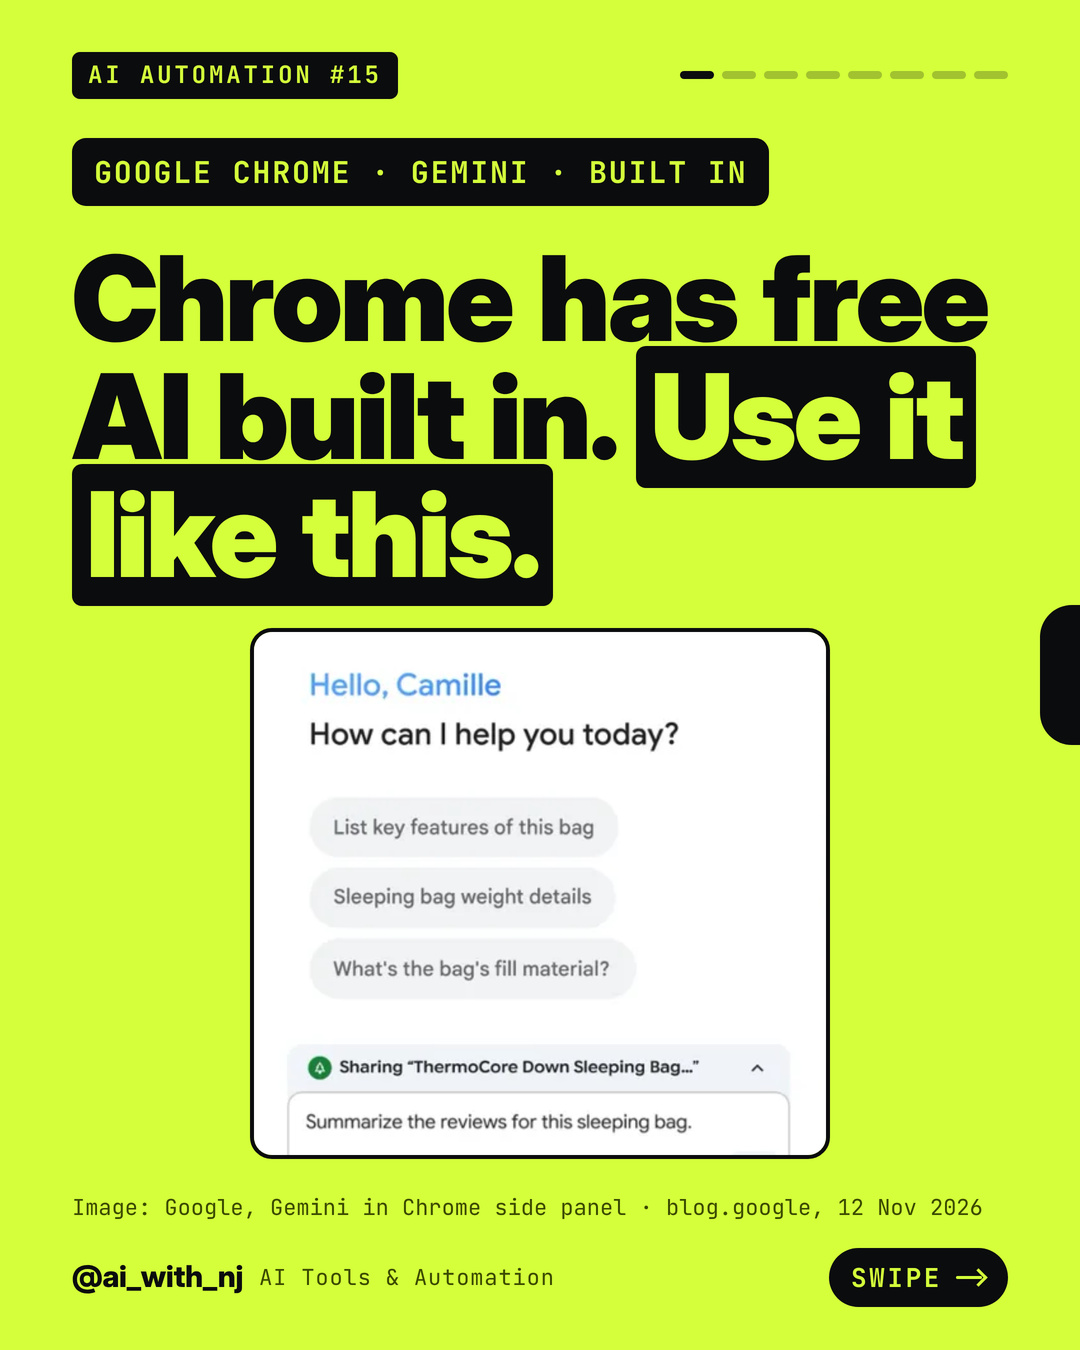 AI AUTOMATION #15
GOOGLE CHROME · GEMINI · BUILT IN
Chrome has free
AI built in. Use it
like this.
Hello, Camille
How can I help you today?
List key features of this bag
Sleeping bag weight details
What's the bag's fill material?
Sharing “ThermoCore Down Sleeping Bag...”
Summarize the reviews for this sleeping bag.
Image: Google, Gemini in Chrome side panel · blog.google, 12 Nov 2026
@ai_with_nj AI Tools & Automation
SWIPE →